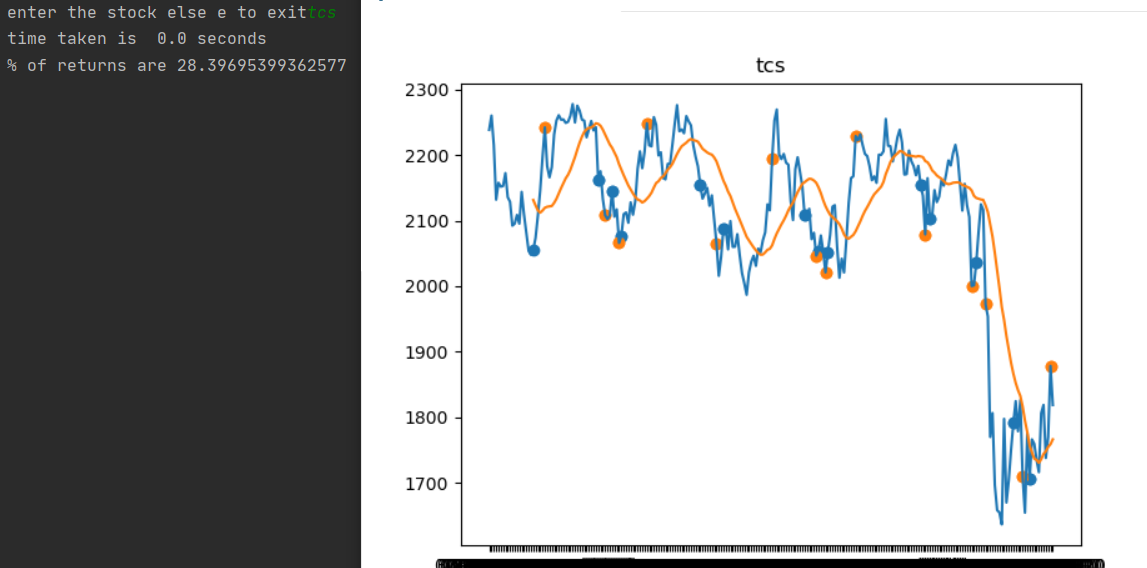 enter the stock else e to exittcs
time taken is  0.0 seconds
% of returns are 28.39695399362577
tcs
2300
2200
2100
2000
1900
1800
1700